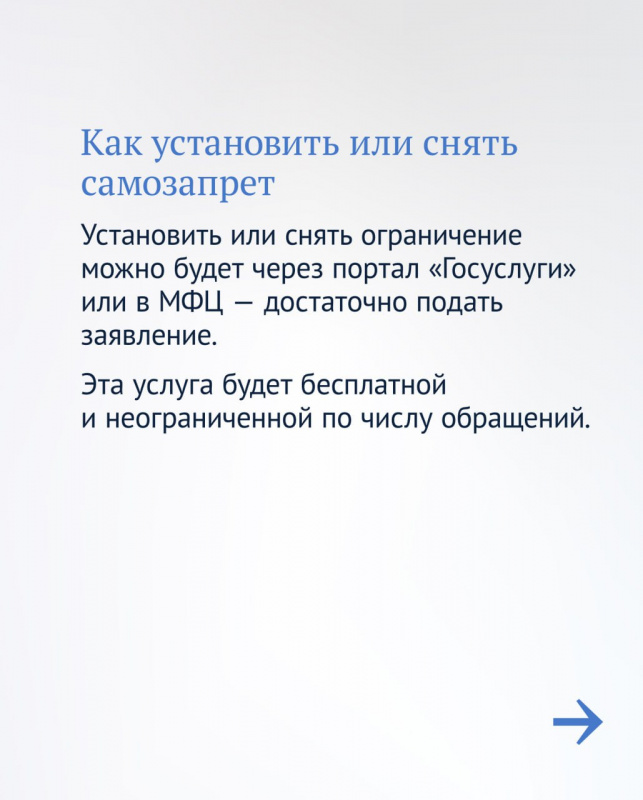 Как установить или снять
самозапрет
Установить или снять ограничение
можно будет через портал «Госуслуги»
или в МФЦ — достаточно подать
заявление.
Эта услуга будет бесплатной
и неограниченной по числу обращений.